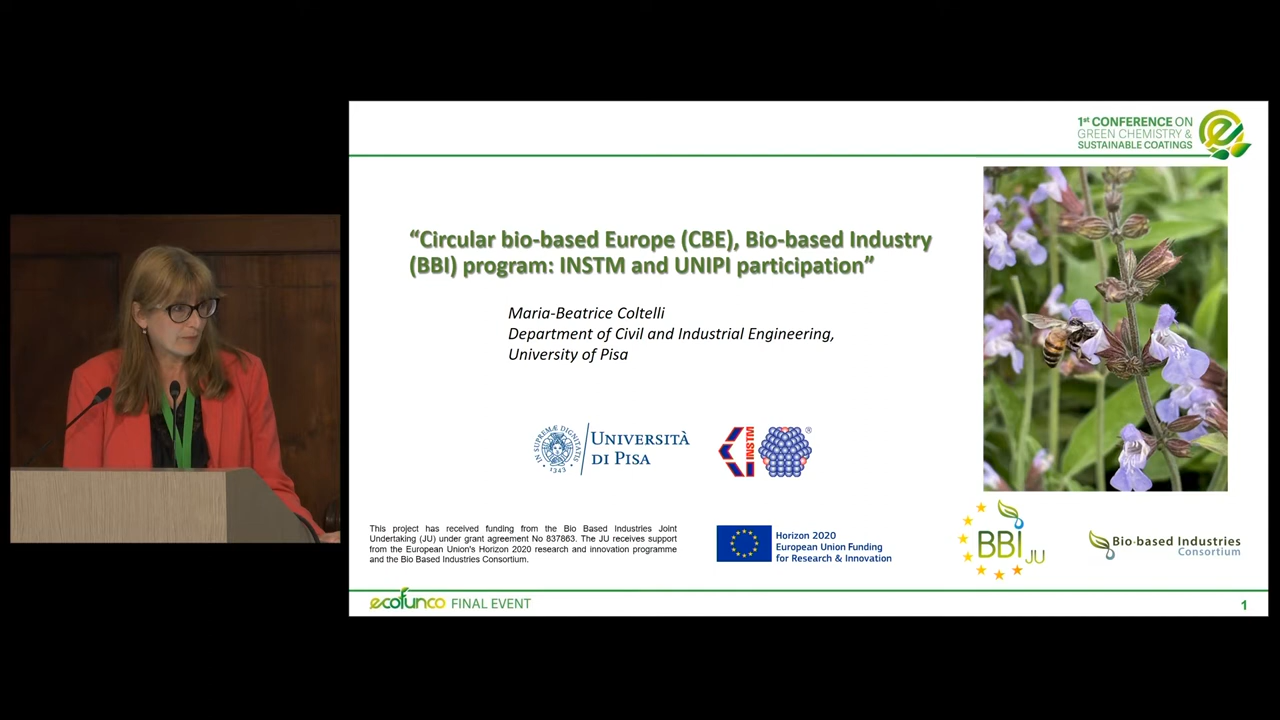 1st CONFERENCE ON
GREEN CHEMISTRY &
SUSTAINABLE COATINGS
“Circular bio-based Europe (CBE), Bio-based Industry
(BBI) program: INSTM and UNIPI participation”
Maria-Beatrice Coltelli
Department of Civil and Industrial Engineering,
University of Pisa
IN SUPREMÆ DIGNITATIS
1343
UNIVERSITÀ
DI PISA
INSTM
®
This project has received funding from the Bio Based Industries Joint
Undertaking (JU) under grant agreement No 837863. The JU receives support
from the European Union's Horizon 2020 research and innovation programme
and the Bio Based Industries Consortium.
Horizon 2020
European Union Funding
for Research & Innovation
BBI JU
Bio-based Industries
Consortium
ecofunco FINAL EVENT
1